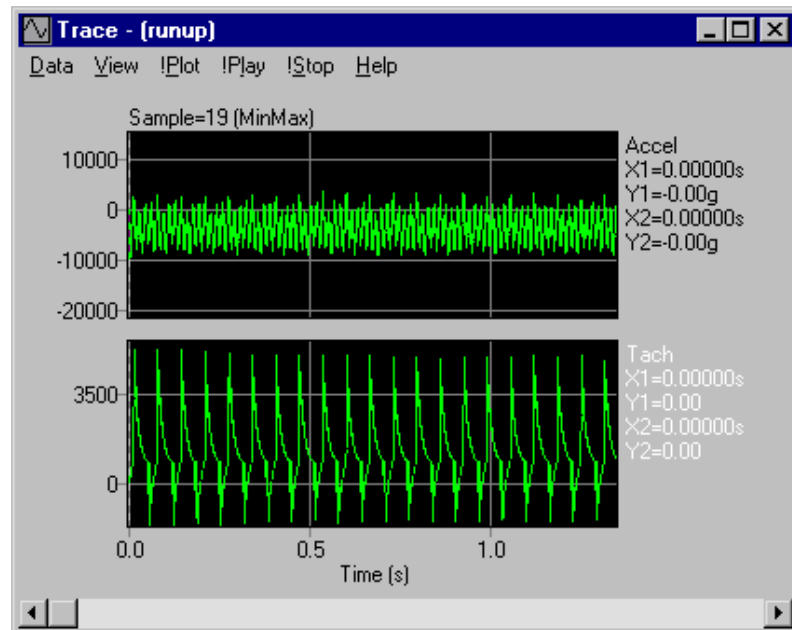 Trace - (runup)
Data View !Plot !Play !Stop Help
Sample=19 (MinMax)
10000
0
-10000
-20000
Accel
X1=0.00000s
Y1=-0.00g
X2=0.00000s
Y2=-0.00g
3500
0
Tach
X1=0.00000s
Y1=0.00
X2=0.00000s
Y2=0.00
0.0 0.5 1.0
Time (s)